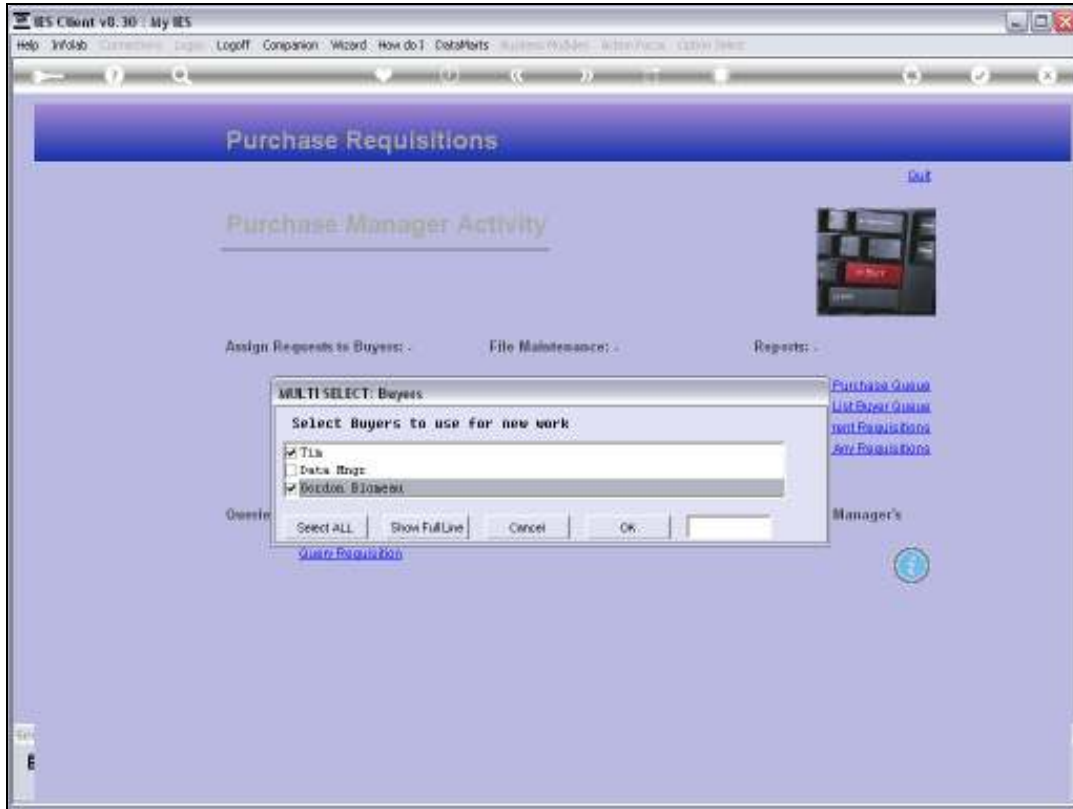 IES Client v8.30 : My IES
Help Infolab Logoff Companion Wizard How do I DataMarts
Purchase Requisitions
Quit
Purchase Manager Activity
Assign Requests to Buyers: - File Maintenance: - Reports: -
Purchase Queue
List Buyer Queue
Requisitions
Any Requisitions
MULTI SELECT: Buyers
Select Buyers to use for new work
Tim
Data Mngr
Gordon
Manager's
Select ALL Show Full Line Cancel OK
Query Requisition